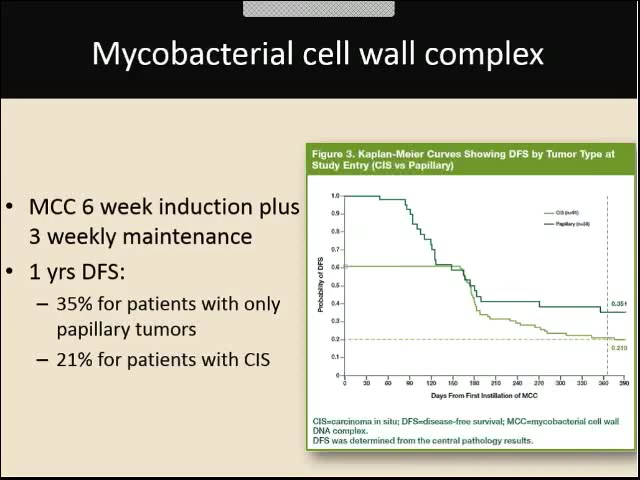 Mycobacterial cell wall complex
• MCC 6 week induction plus
3 weekly maintenance
• 1 yrs DFS:
– 35% for patients with only
papillary tumors
– 21% for patients with CIS
Figure 3. Kaplan-Meier Curves Showing DFS by Tumor Type at
Study Entry (CIS vs Papillary)
CIS (n=91)
Papillary (n=38)
Probability of DFS
1.0
0.9
0.8
0.7
0.6
0.5
0.4
0.3
0.2
0.1
0
0.35†
0 30 60 90 120 150 180 210 240 270 300 330 360 390
Days From First Instillation of MCC
CIS=carcinoma in situ; DFS=disease-free survival; MCC=mycobacterial cell wall
DNA complex.
DFS was determined from the central pathology results.